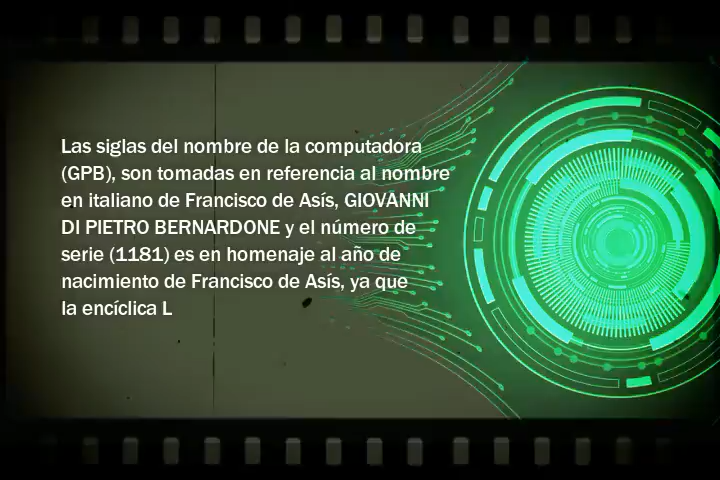 Las siglas del nombre de la computadora
(GPB), son tomadas en referencia al nombre
en italiano de Francisco de Asís, GIOVANNI
DI PIETRO BERNARDONE y el número de
serie (1181) es en homenaje al año de
nacimiento de Francisco de Asís, ya que
la encíclica L